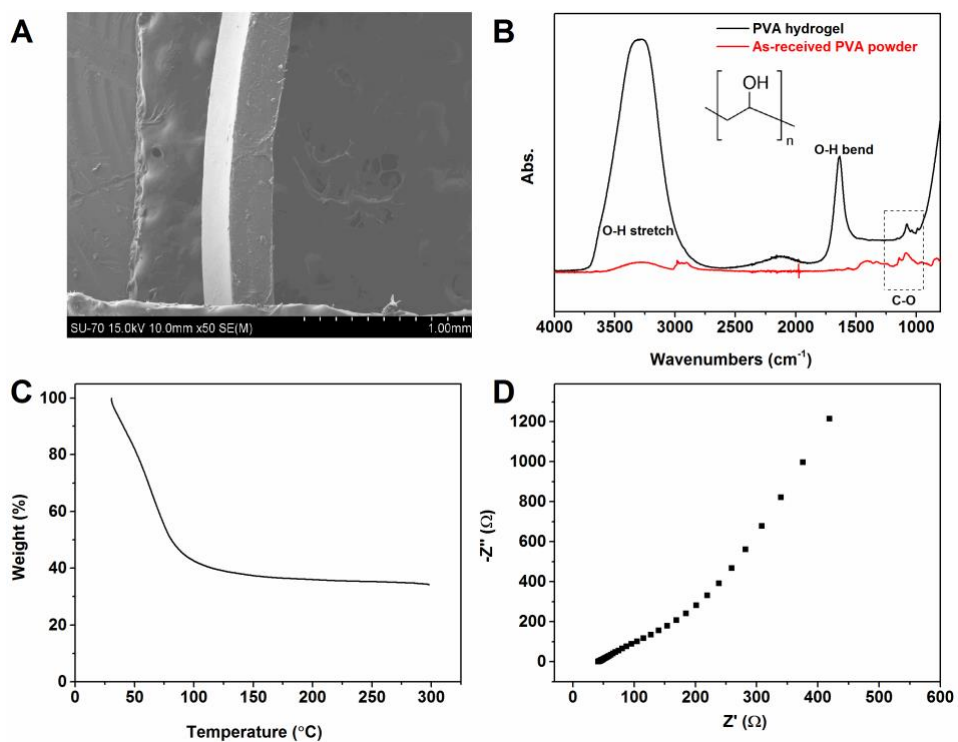 A
SU-70 15.0kV 10.0mm x50 SE(M)
1.00mm
B
PVA hydrogel
As-received PVA powder
OH
n
O-H stretch
O-H bend
C-O
Abs.
4000 3500 3000 2500 2000 1500 1000
Wavenumbers (cm⁻¹)
C
100
80
60
40
20
0
Weight (%)
0 50 100 150 200 250 300
Temperature (°C)
D
1200
1000
800
600
400
200
0
-Z'' (Ω)
0 100 200 300 400 500 600
Z' (Ω)